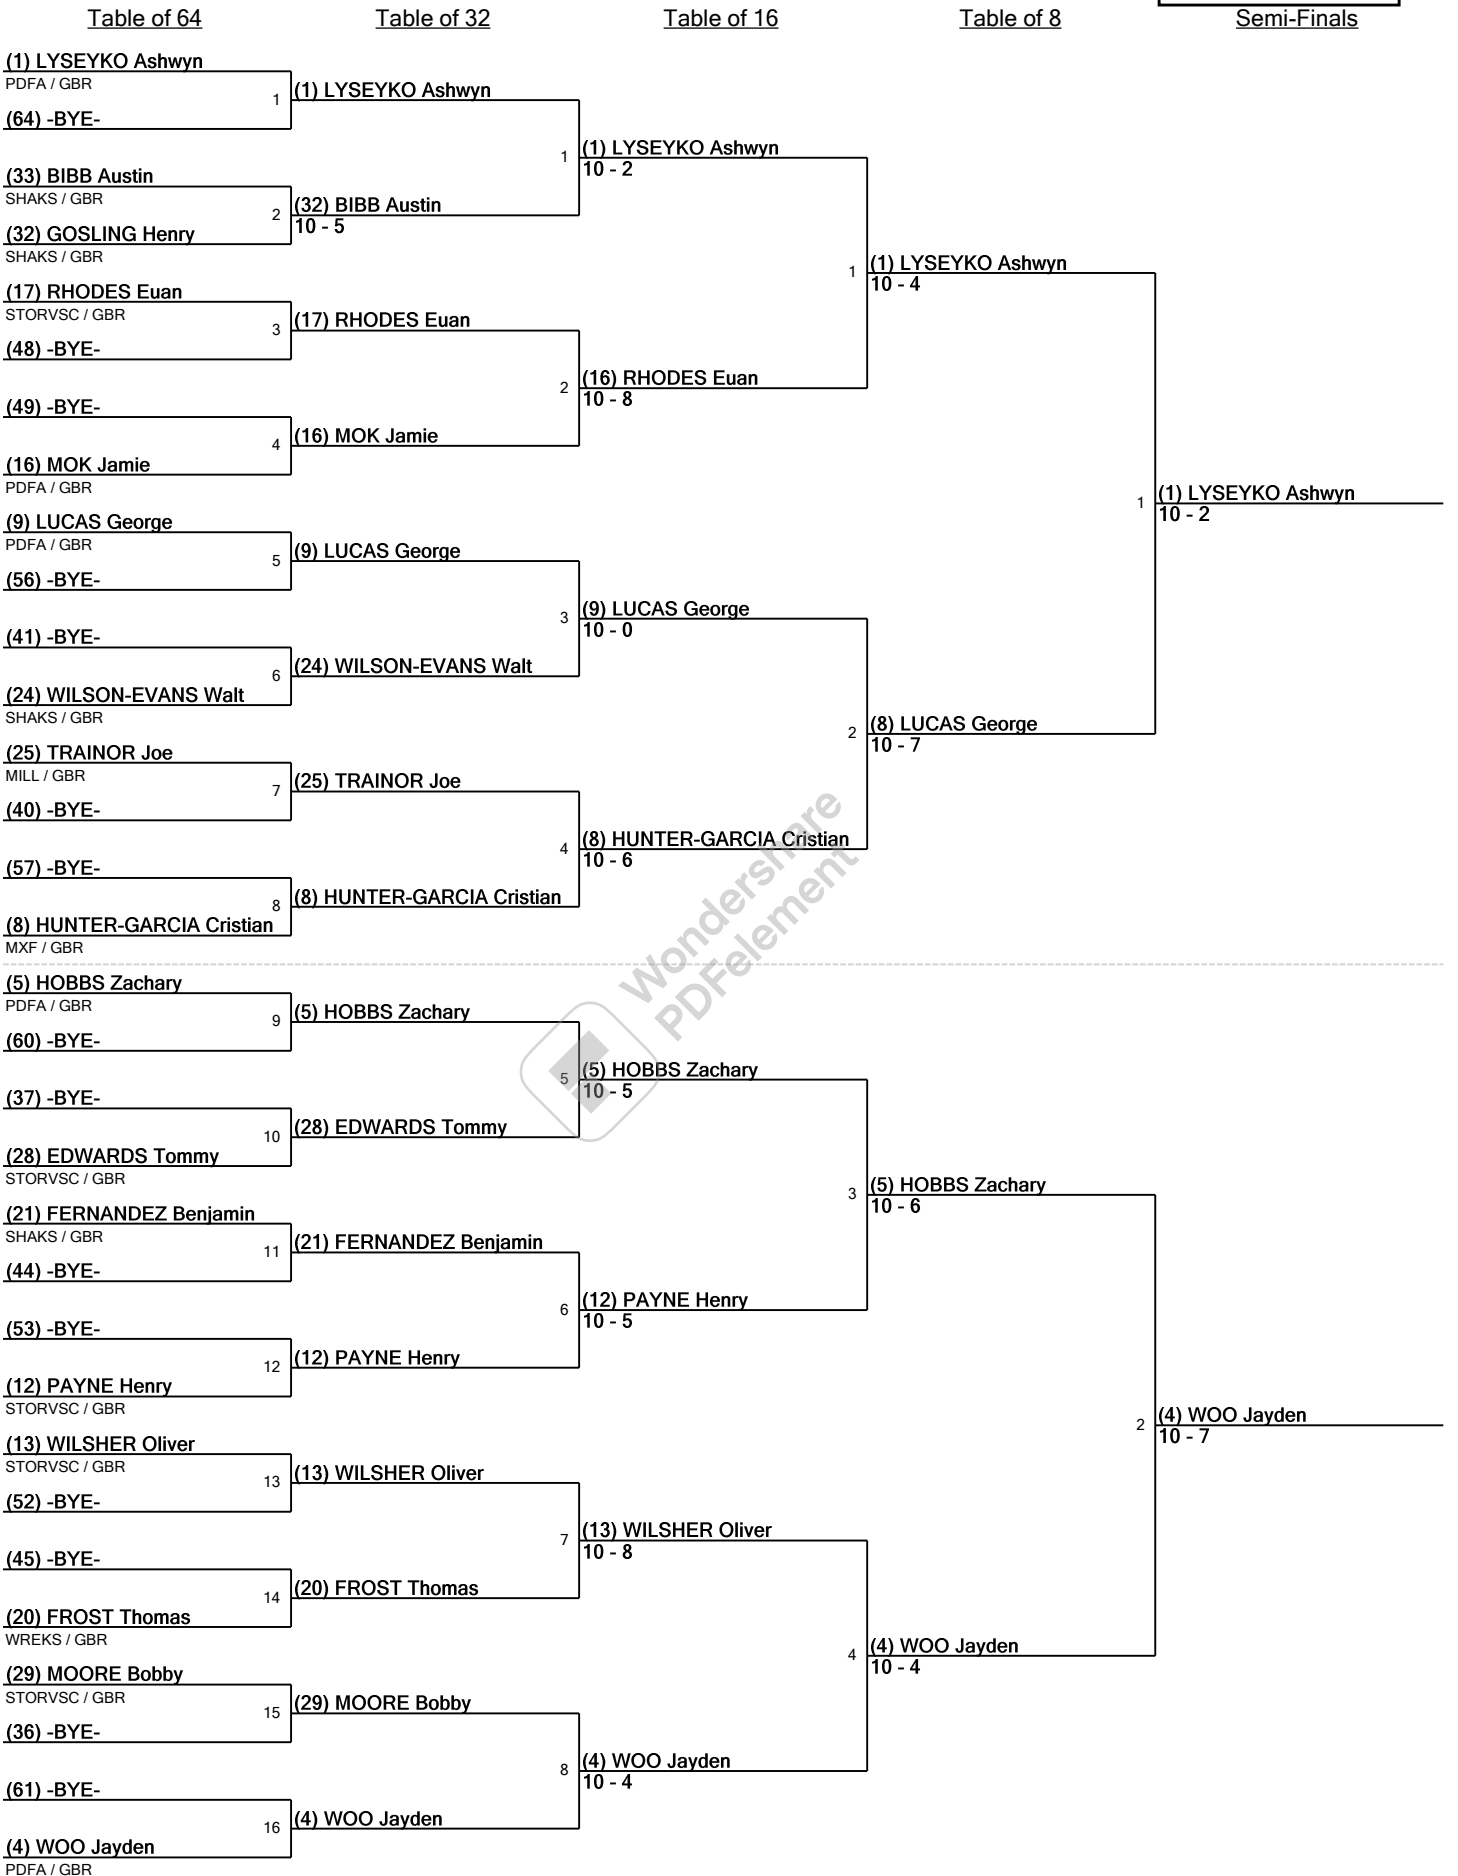 Table of 64
Table of 32
Table of 16
Table of 8
Semi-Finals
(1) LYSEYKO Ashwyn
PDFA / GBR
1
(64) -BYE-
(33) BIBB Austin
SHAKS / GBR
2
(32) GOSLING Henry
SHAKS / GBR
(17) RHODES Euan
STORVSC / GBR
3
(48) -BYE-
(49) -BYE-
4
(16) MOK Jamie
PDFA / GBR
(9) LUCAS George
PDFA / GBR
5
(56) -BYE-
(41) -BYE-
6
(24) WILSON-EVANS Walt
SHAKS / GBR
(25) TRAINOR Joe
MILL / GBR
7
(40) -BYE-
(57) -BYE-
8
(8) HUNTER-GARCIA Cristian
MXF / GBR
(5) HOBBS Zachary
PDFA / GBR
9
(60) -BYE-
(37) -BYE-
10
(28) EDWARDS Tommy
STORVSC / GBR
(21) FERNANDEZ Benjamin
SHAKS / GBR
11
(44) -BYE-
(53) -BYE-
12
(12) PAYNE Henry
STORVSC / GBR
(13) WILSHER Oliver
STORVSC / GBR
13
(52) -BYE-
(45) -BYE-
14
(20) FROST Thomas
WREKS / GBR
(29) MOORE Bobby
STORVSC / GBR
15
(36) -BYE-
(61) -BYE-
16
(4) WOO Jayden
PDFA / GBR
(1) LYSEYKO Ashwyn
1
(32) BIBB Austin
10 - 5
(17) RHODES Euan
2
(16) MOK Jamie
(9) LUCAS George
3
(24) WILSON-EVANS Walt
(25) TRAINOR Joe
4
(8) HUNTER-GARCIA Cristian
(5) HOBBS Zachary
5
(28) EDWARDS Tommy
(21) FERNANDEZ Benjamin
6
(12) PAYNE Henry
(13) WILSHER Oliver
7
(20) FROST Thomas
(29) MOORE Bobby
8
(4) WOO Jayden
(1) LYSEYKO Ashwyn
10 - 2
1
(16) RHODES Euan
10 - 8
(9) LUCAS George
10 - 0
2
(8) HUNTER-GARCIA Cristian
10 - 6
(5) HOBBS Zachary
10 - 5
3
(12) PAYNE Henry
10 - 5
(13) WILSHER Oliver
10 - 8
4
(4) WOO Jayden
10 - 4
(1) LYSEYKO Ashwyn
10 - 4
1
(8) LUCAS George
10 - 7
(5) HOBBS Zachary
10 - 6
2
(4) WOO Jayden
10 - 4
(1) LYSEYKO Ashwyn
10 - 2
(4) WOO Jayden
10 - 7
Wondershare
PDFelement